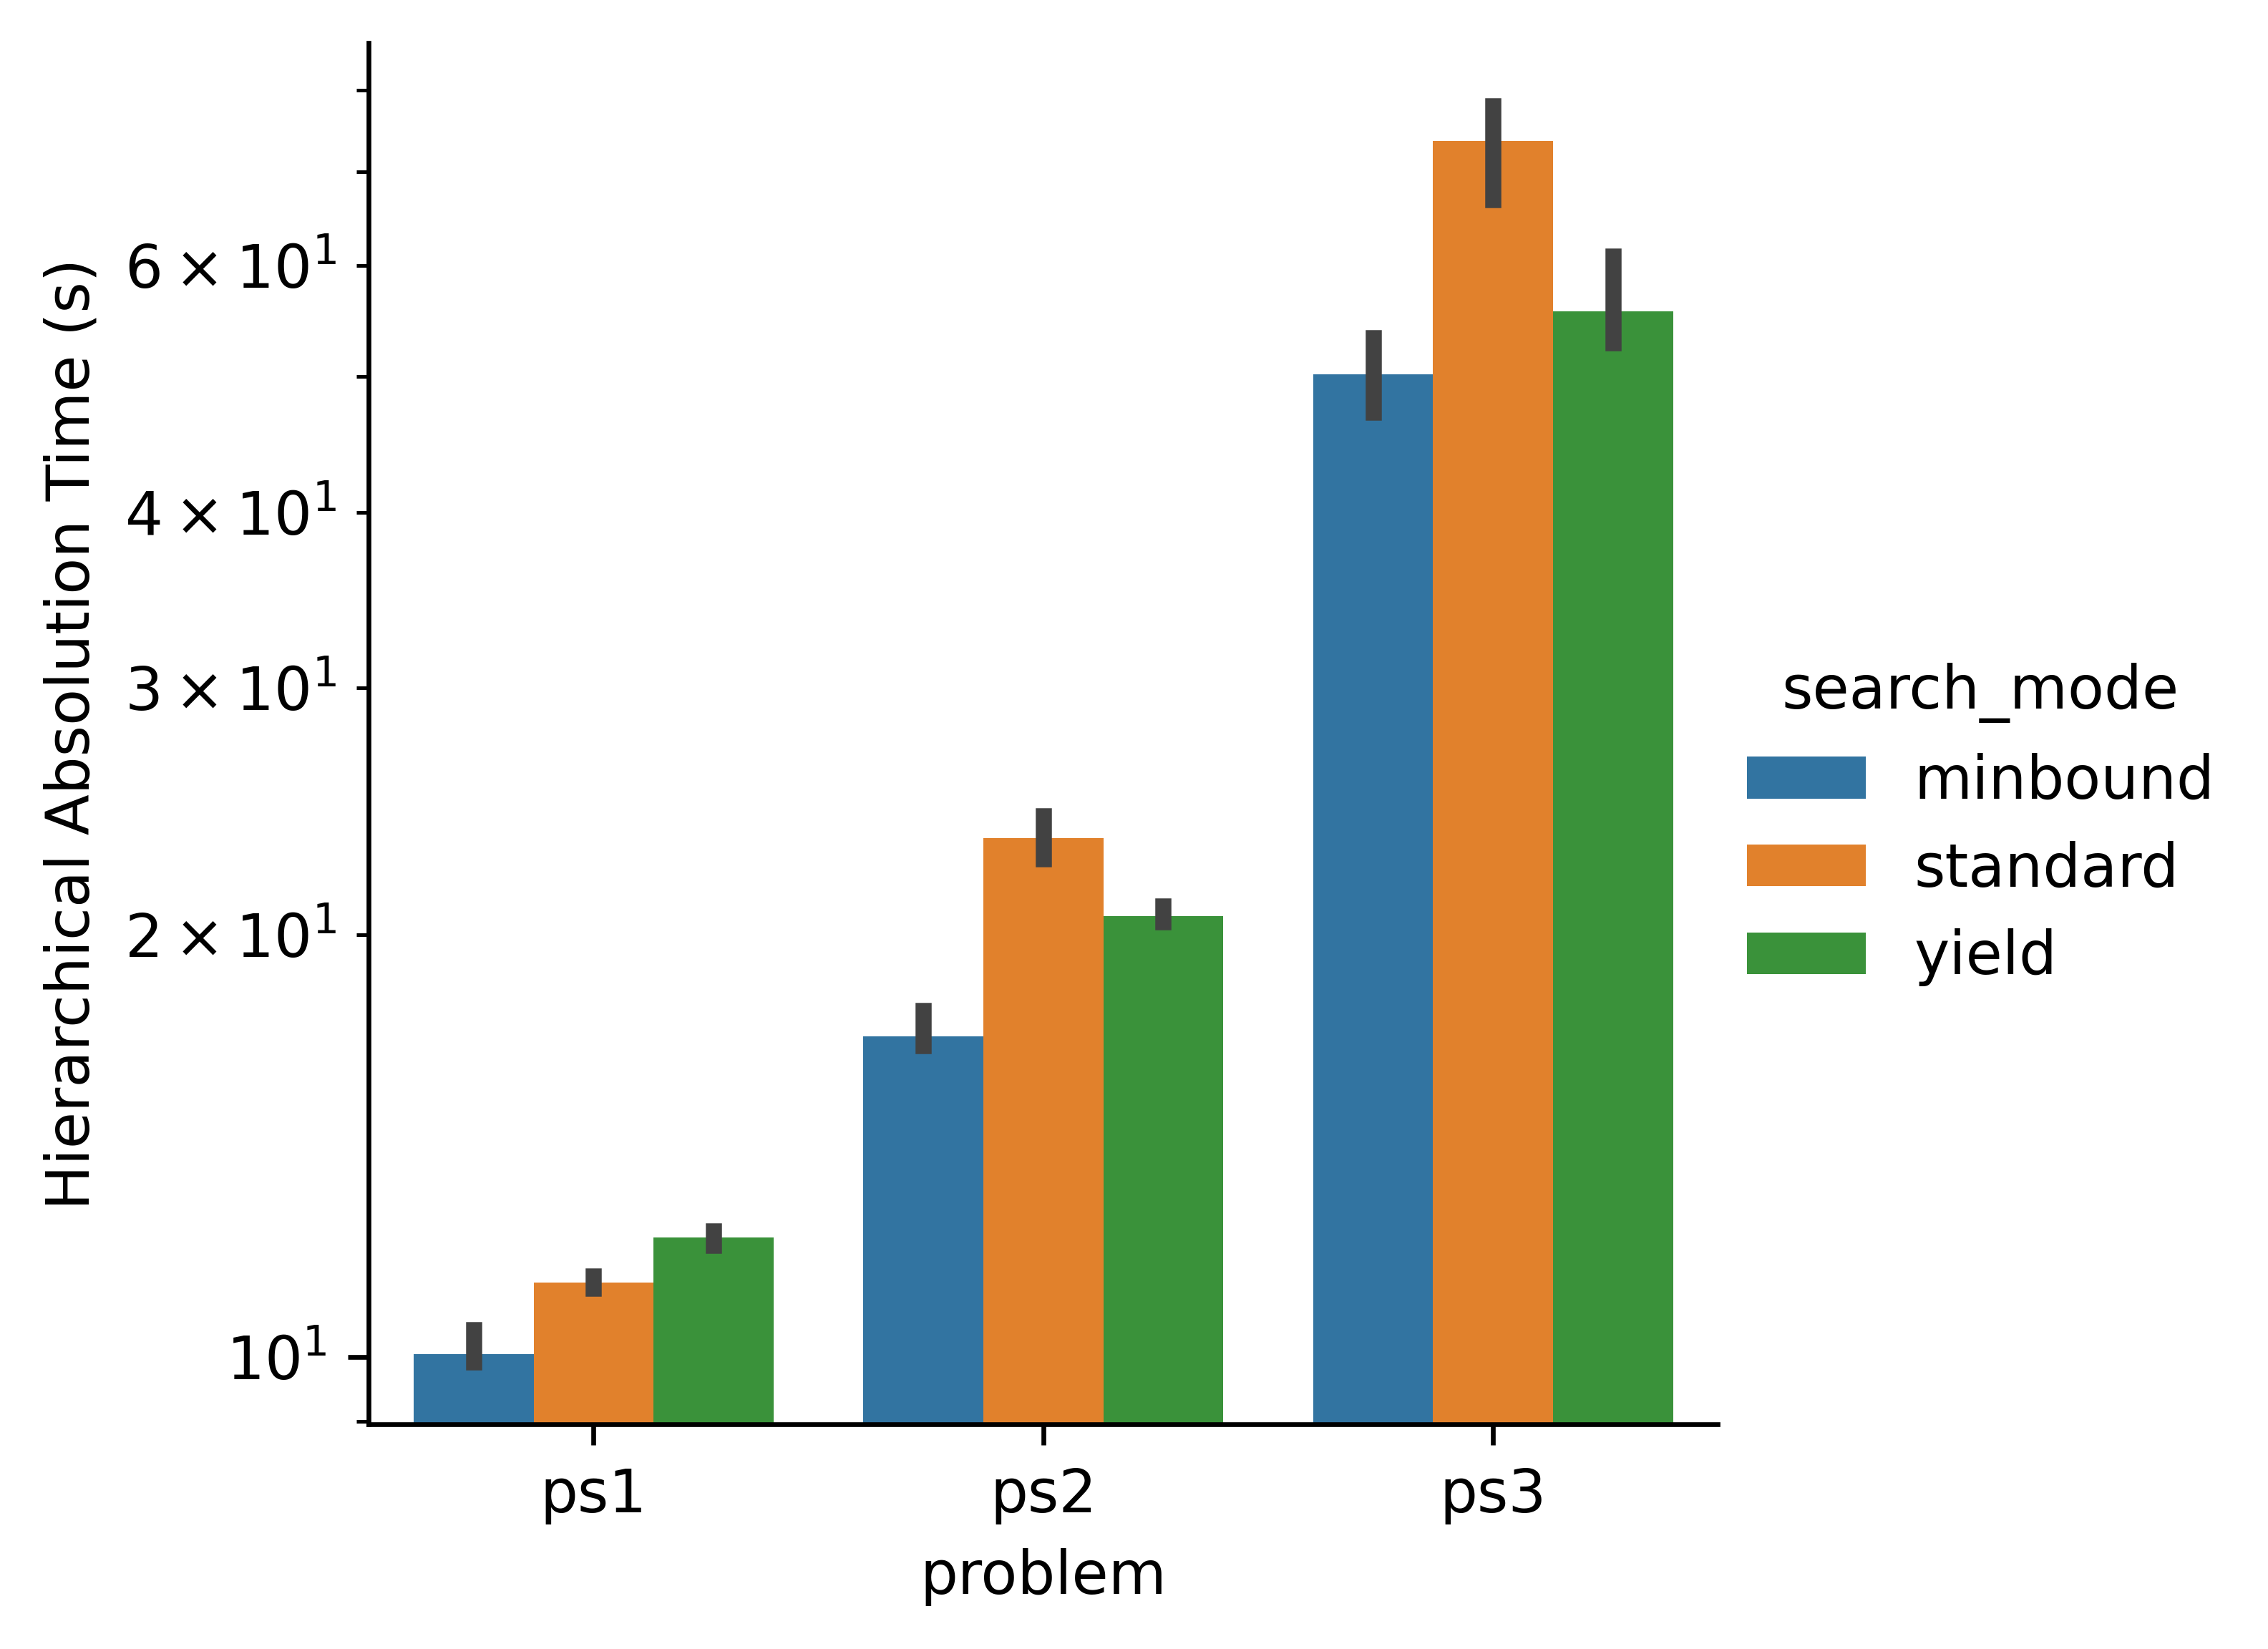 Hierarchical Absolution Time (s)
6 × 10¹
4 × 10¹
3 × 10¹
2 × 10¹
10¹
ps1 ps2 ps3
problem
search_mode
minbound
standard
yield